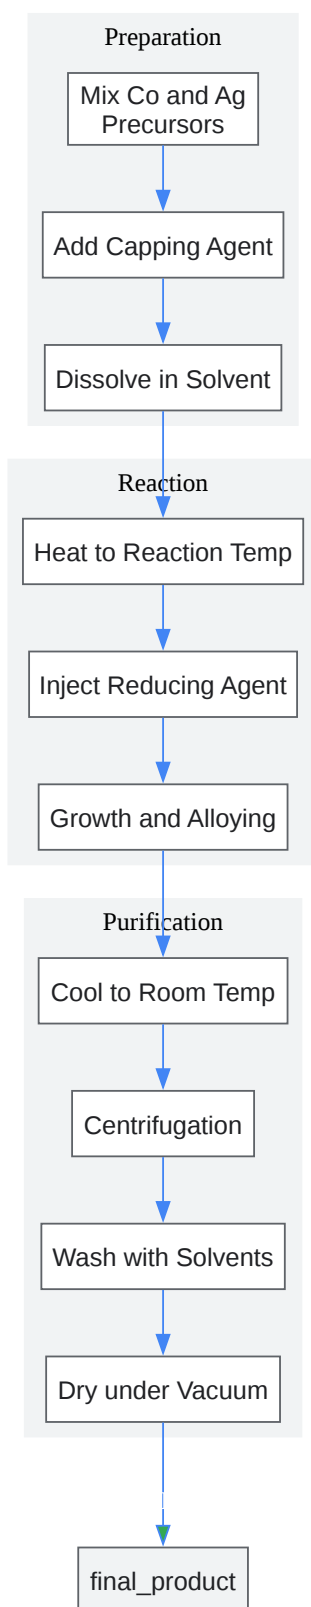 Preparation
Mix Co and Ag
Precursors
Add Capping Agent
Dissolve in Solvent
Reaction
Heat to Reaction Temp
Inject Reducing Agent
Growth and Alloying
Purification
Cool to Room Temp
Centrifugation
Wash with Solvents
Dry under Vacuum
final_product